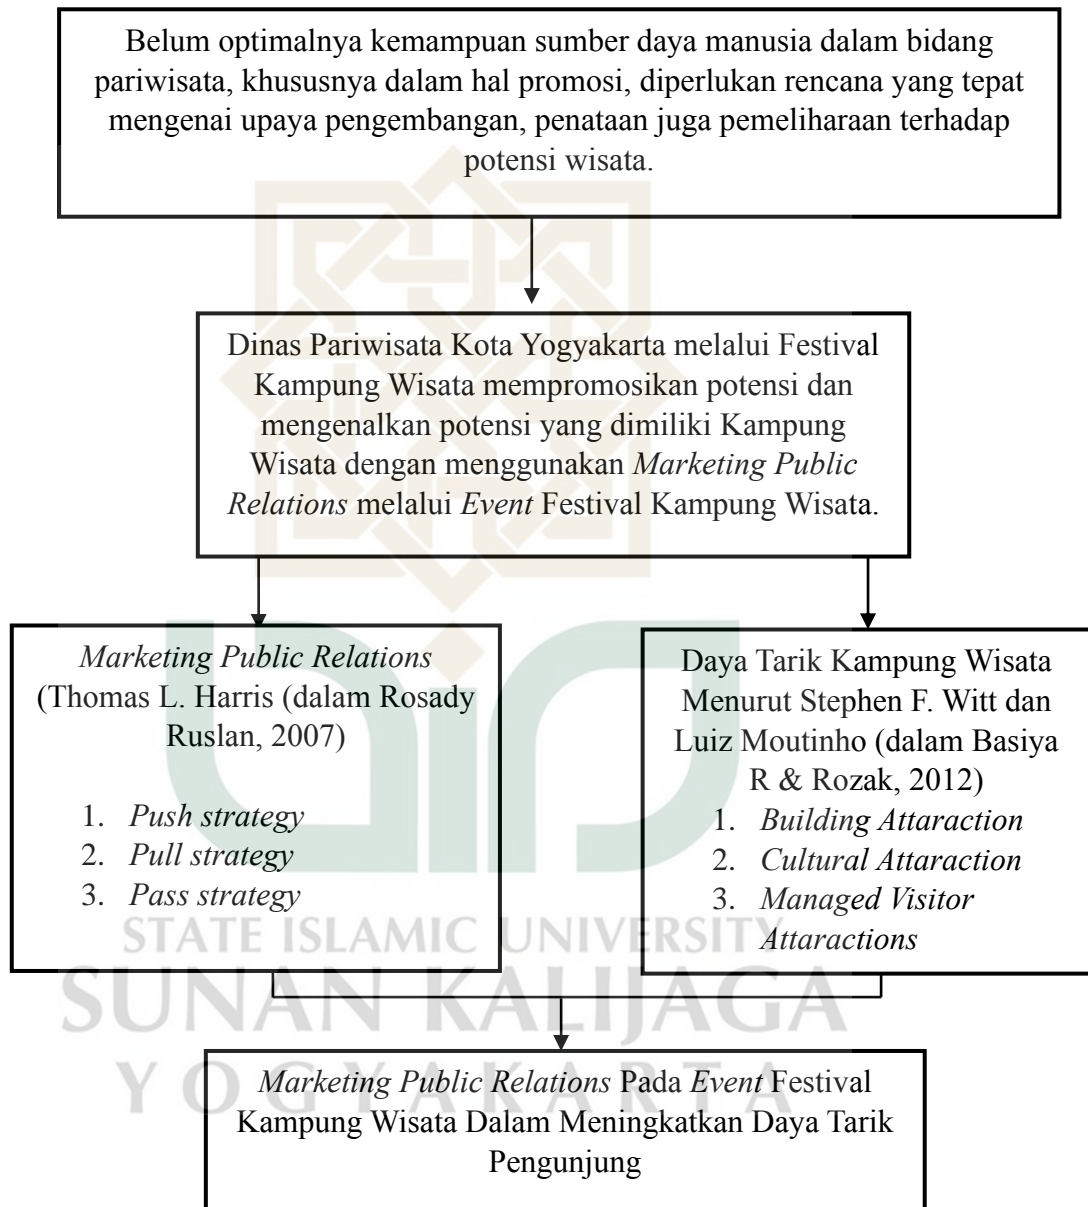 Belum optimalnya kemampuan sumber daya manusia dalam bidang
pariwisata, khususnya dalam hal promosi, diperlukan rencana yang tepat
mengenai upaya pengembangan, penataan juga pemeliharaan terhadap
potensi wisata.
Dinas Pariwisata Kota Yogyakarta melalui Festival
Kampung Wisata mempromosikan potensi dan
mengenalkan potensi yang dimiliki Kampung
Wisata dengan menggunakan Marketing Public
Relations melalui Event Festival Kampung Wisata.
Marketing Public Relations
(Thomas L. Harris (dalam Rosady
Ruslan, 2007)
1. Push strategy
2. Pull strategy
3. Pass strategy
Daya Tarik Kampung Wisata
Menurut Stephen F. Witt dan
Luiz Moutinho (dalam Basiya
R & Rozak, 2012)
1. Building Attaraction
2. Cultural Attaraction
3. Managed Visitor
Attaractions
STATE ISLAMIC UNIVERSITY
SUNAN KALIJAGA
YOGYAKARTA
Marketing Public Relations Pada Event Festival
Kampung Wisata Dalam Meningkatkan Daya Tarik
Pengunjung